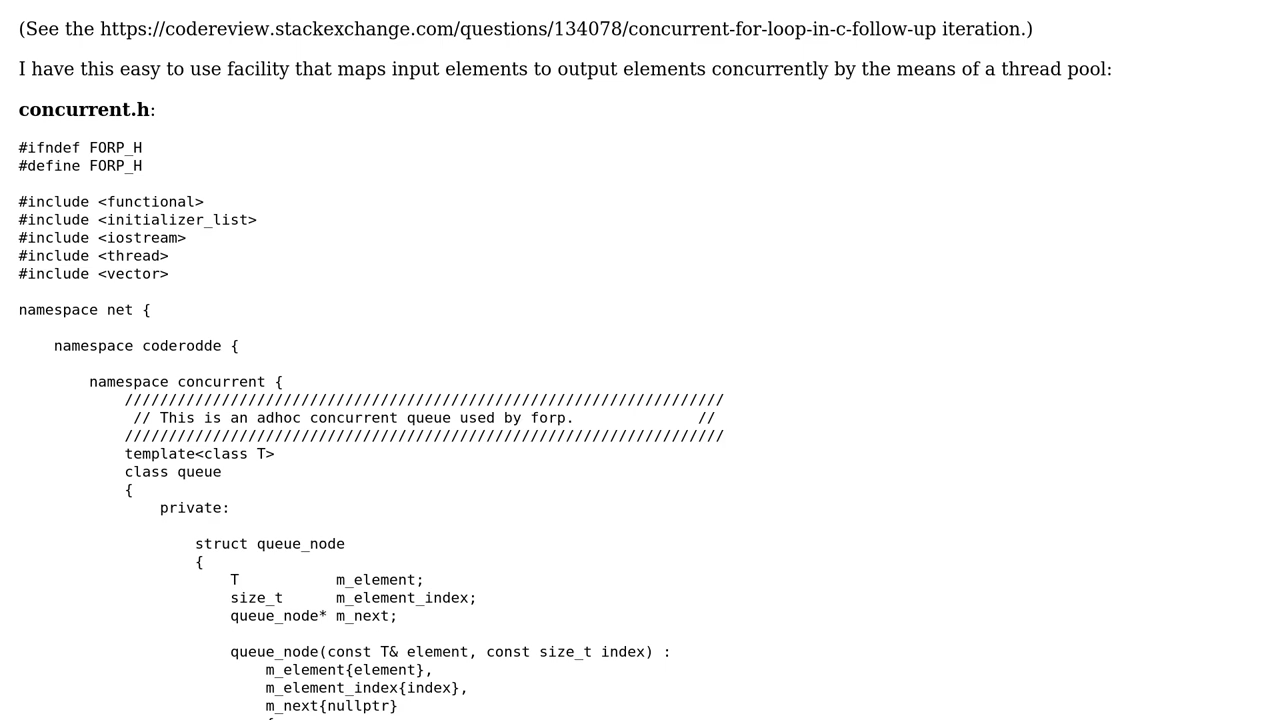 (See the https://codereview.stackexchange.com/questions/134078/concurrent-for-loop-in-c-follow-up iteration.)
I have this easy to use facility that maps input elements to output elements concurrently by the means of a thread pool:
concurrent.h:
#ifndef FORP_H
#define FORP_H
#include <functional>
#include <initializer_list>
#include <iostream>
#include <thread>
#include <vector>
namespace net {
    namespace coderodde {
        namespace concurrent {
            ////////////////////////////////////////////////////////////////////
             // This is an adhoc concurrent queue used by forp.              //
            ////////////////////////////////////////////////////////////////////
            template<class T>
            class queue
            {
                private:
                    struct queue_node
                    {
                        T           m_element;
                        size_t      m_element_index;
                        queue_node* m_next;
                        queue_node(const T& element, const size_t index) :
                            m_element{element},
                            m_element_index{index},
                            m_next{nullptr}